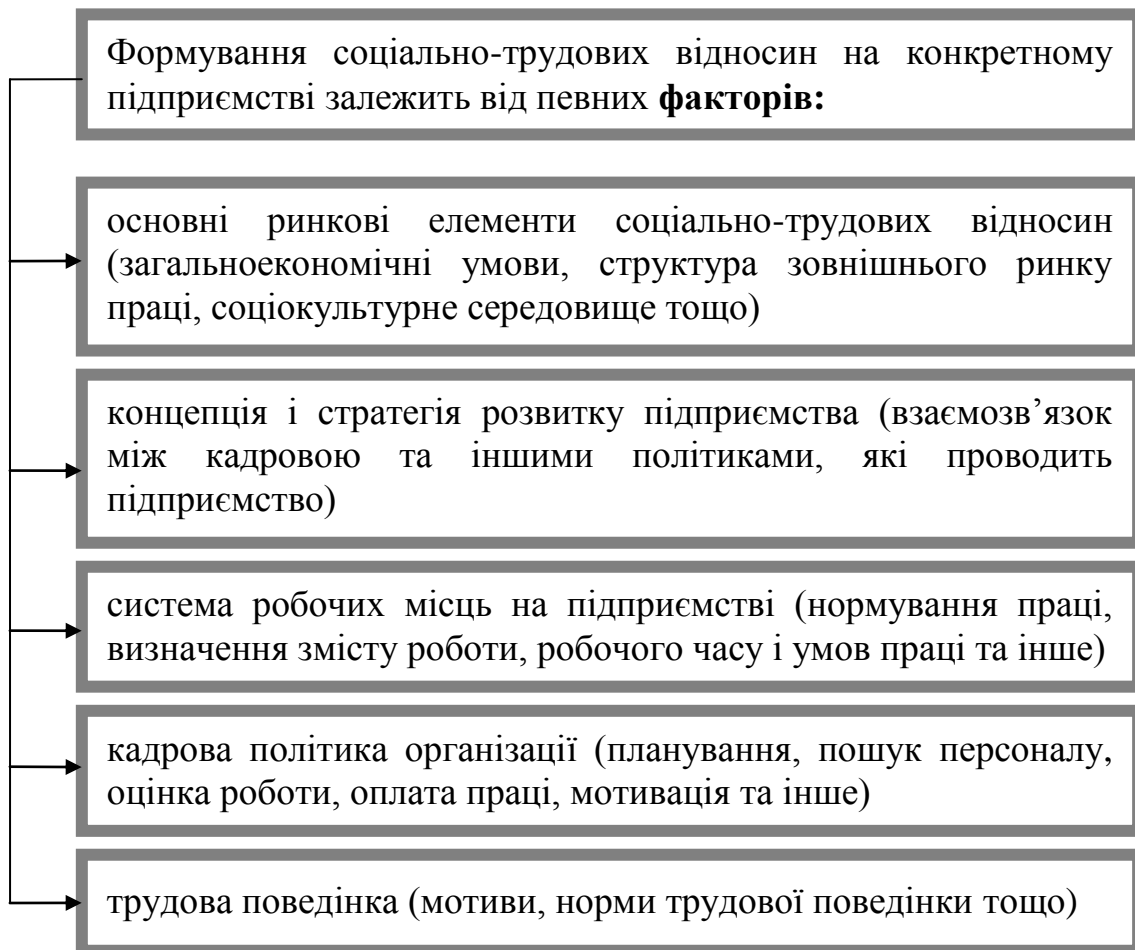 Формування соціально-трудових відносин на конкретному
підприємстві залежить від певних факторів:
основні ринкові елементи соціально-трудових відносин
(загальноекономічні умови, структура зовнішнього ринку
праці, соціокультурне середовище тощо)
концепція і стратегія розвитку підприємства (взаємозв’язок
між кадровою та іншими політиками, які проводить
підприємство)
система робочих місць на підприємстві (нормування праці,
визначення змісту роботи, робочого часу і умов праці та інше)
кадрова політика організації (планування, пошук персоналу,
оцінка роботи, оплата праці, мотивація та інше)
трудова поведінка (мотиви, норми трудової поведінки тощо)